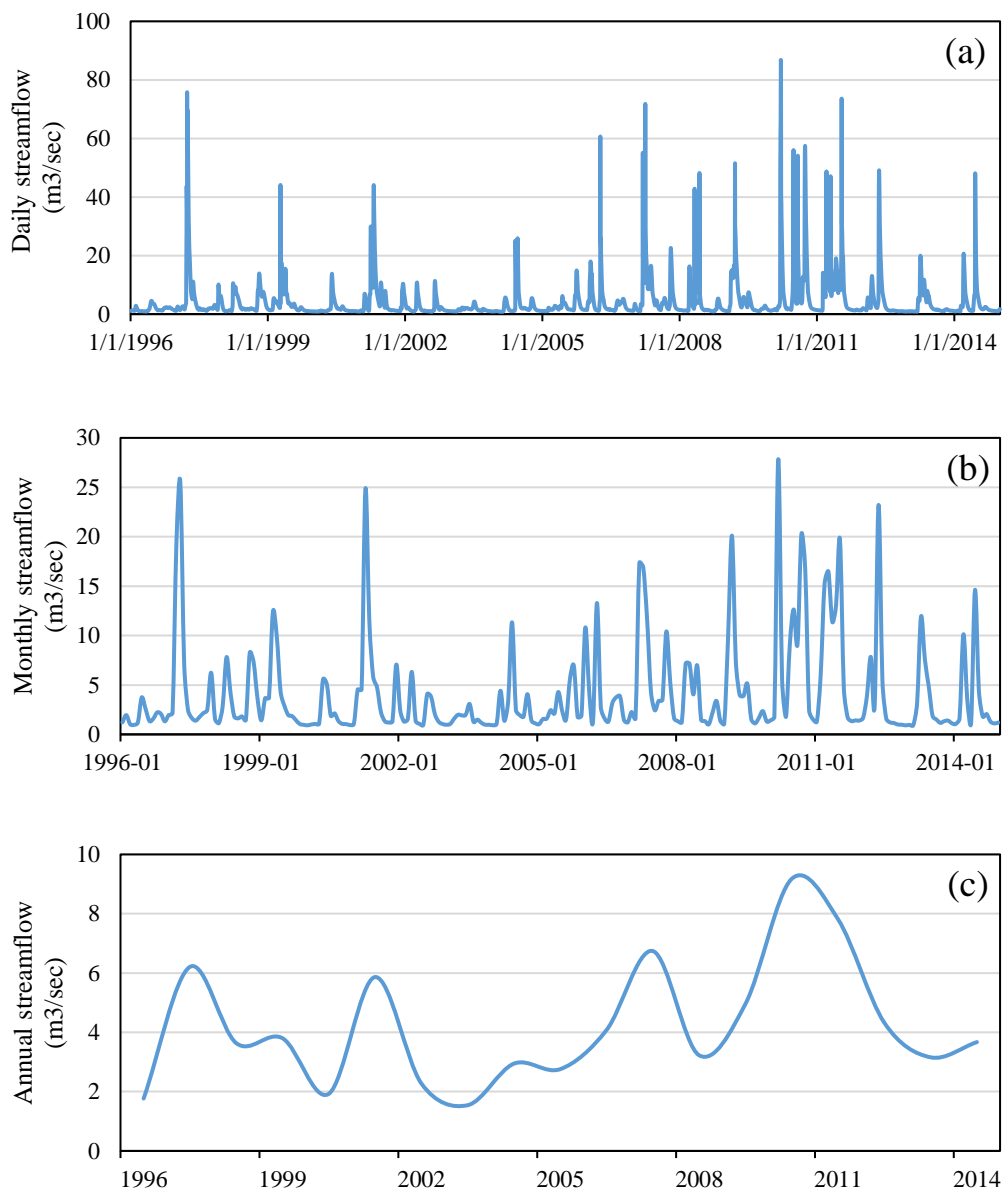 (a)
Daily streamflow
(m3/sec)
100
80
60
40
20
0
1/1/1996 1/1/1999 1/1/2002 1/1/2005 1/1/2008 1/1/2011 1/1/2014
(b)
Monthly streamflow
(m3/sec)
30
25
20
15
10
5
0
1996-01 1999-01 2002-01 2005-01 2008-01 2011-01 2014-01
(c)
Annual streamflow
(m3/sec)
10
8
6
4
2
0
1996 1999 2002 2005 2008 2011 2014